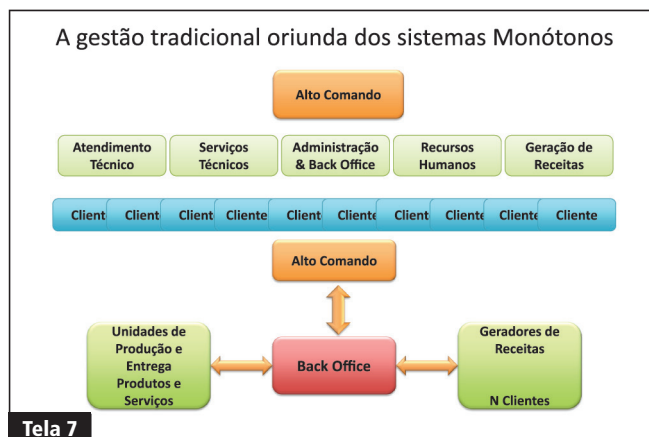 A gestão tradicional oriunda dos sistemas Monótonos
Alto Comando
Atendimento
Técnico
Serviços
Técnicos
Administração
& Back Office
Recursos
Humanos
Geração de
Receitas
Client Client Client Cliente Client Cliente Client Cliente Cliente Cliente
Alto Comando
Unidades de
Produção e
Entrega
Produtos e
Serviços
Back Office
Geradores de
Receitas
N Clientes
Tela 7